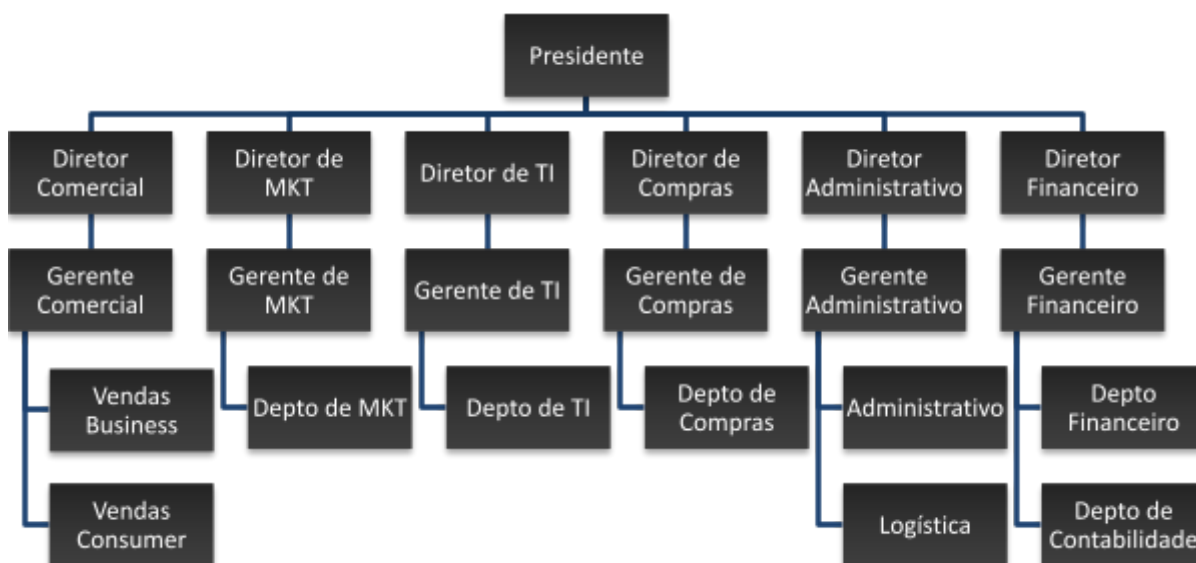 Presidente
Diretor
Comercial
Diretor de
MKT
Diretor de TI
Diretor de
Compras
Diretor
Administrativo
Diretor
Financeiro
Gerente
Comercial
Gerente de
MKT
Gerente de TI
Gerente de
Compras
Gerente
Administrativo
Gerente
Financeiro
Vendas
Business
Depto de MKT
Depto de TI
Depto de
Compras
Administrativo
Depto
Financeiro
Vendas
Consumer
Logística
Depto de
Contabilidade